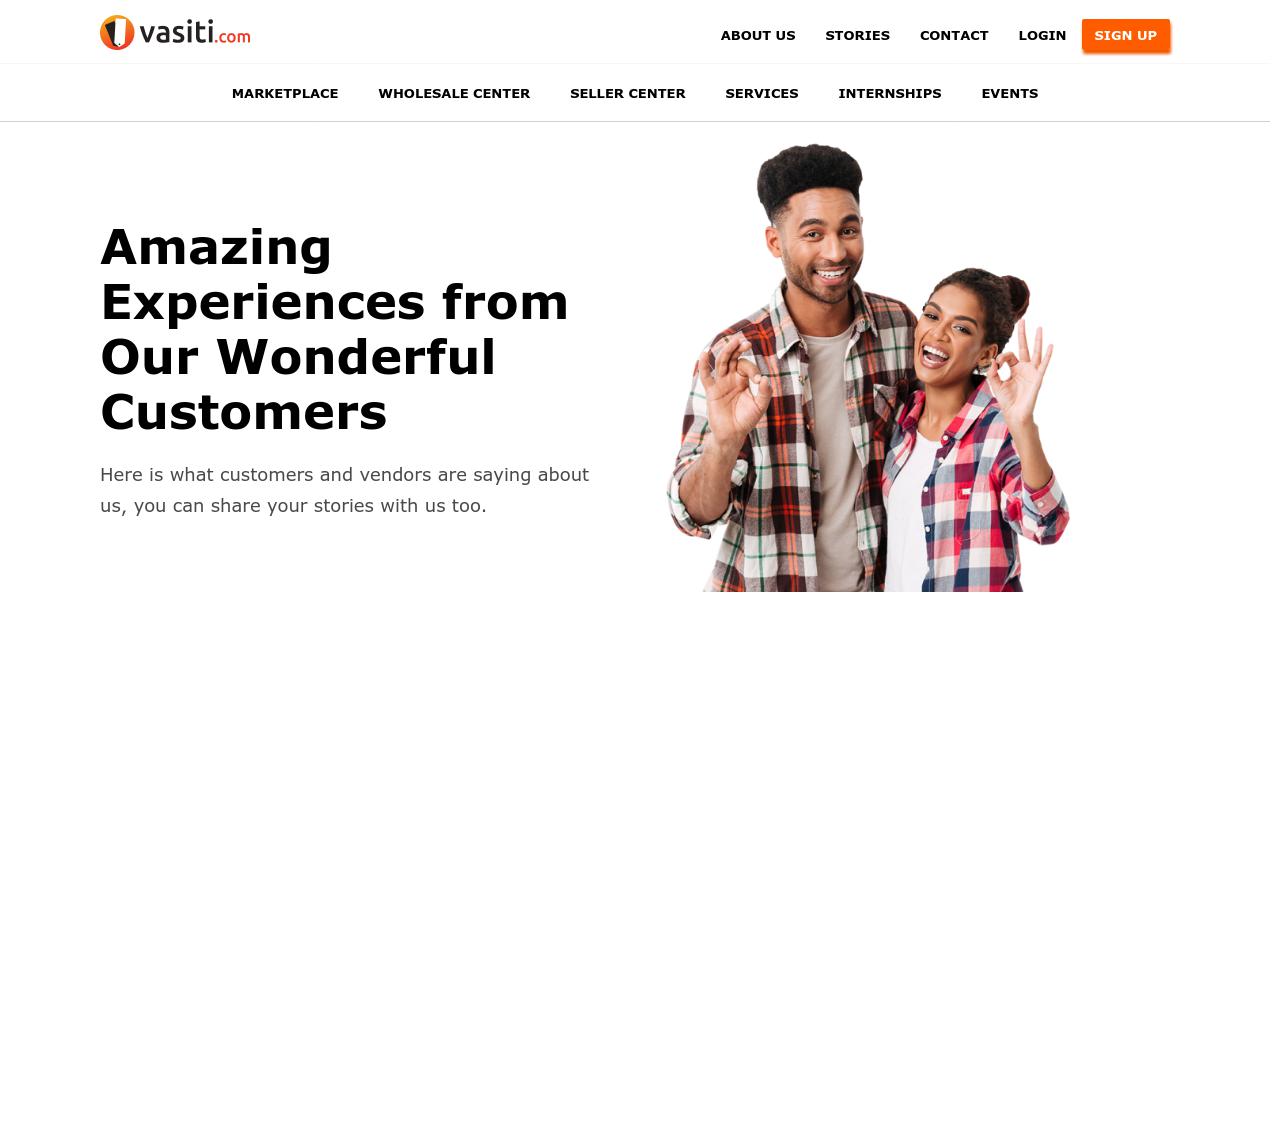 vasiti.com
ABOUT US STORIES CONTACT LOGIN SIGN UP
MARKETPLACE WHOLESALE CENTER SELLER CENTER SERVICES INTERNSHIPS EVENTS
Amazing
Experiences from
Our Wonderful
Customers
Here is what customers and vendors are saying about
us, you can share your stories with us too.